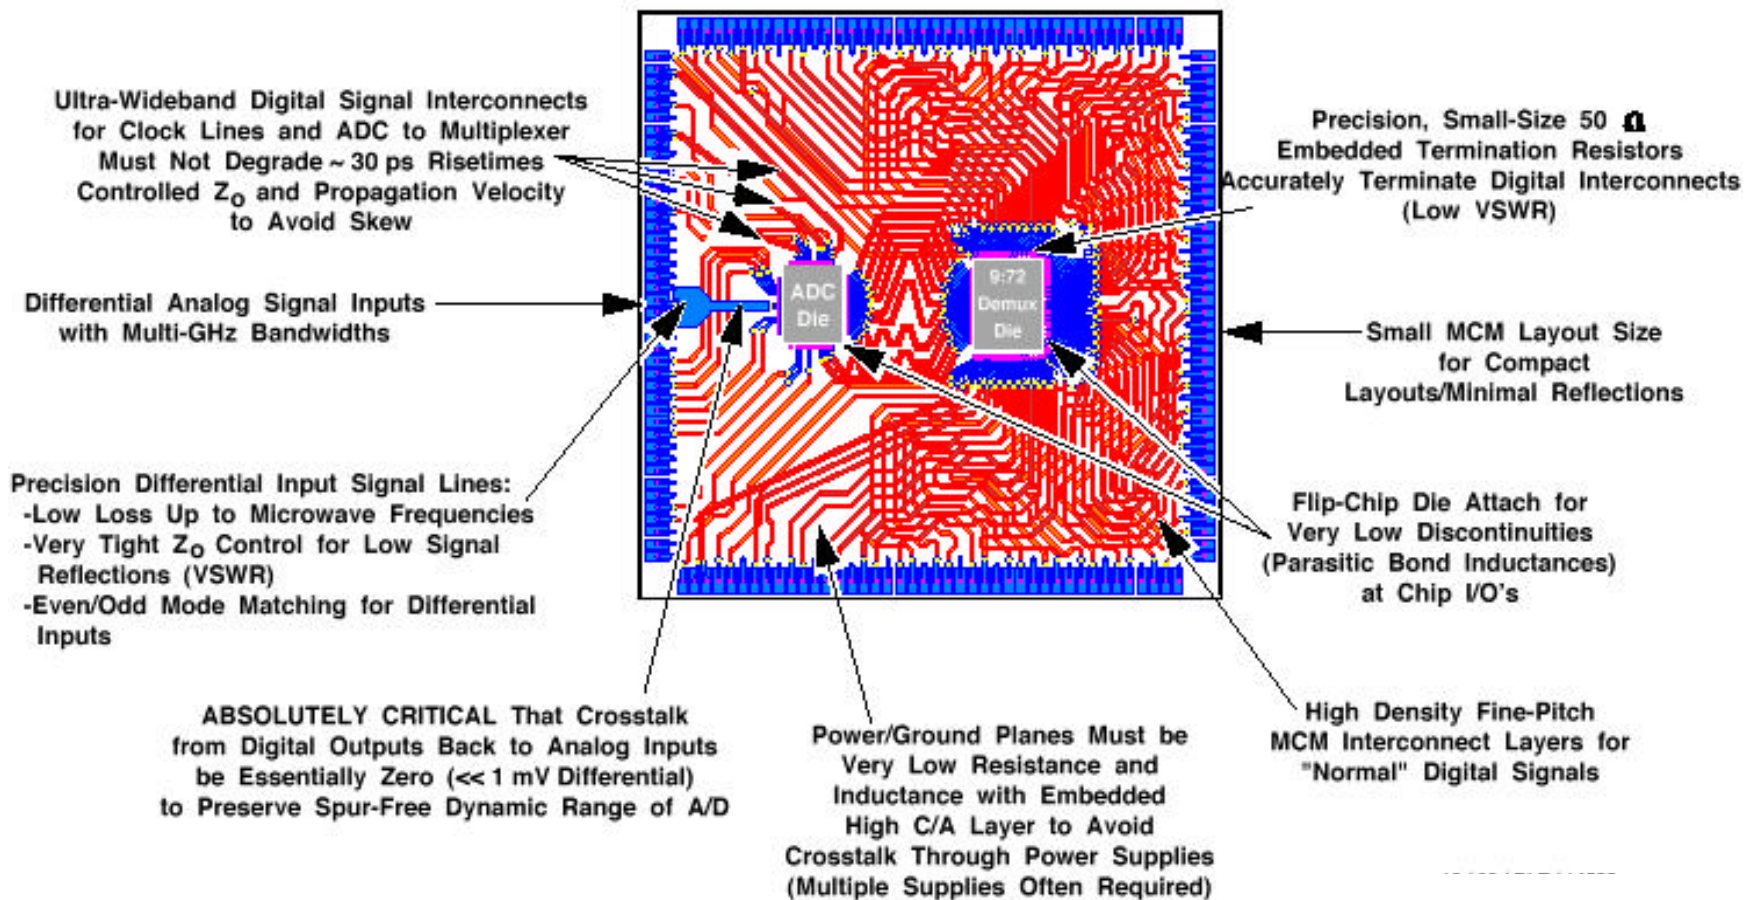 Ultra-Wideband Digital Signal Interconnects
for Clock Lines and ADC to Multiplexer
Must Not Degrade ~ 30 ps Risetimes
Controlled Zo and Propagation Velocity
to Avoid Skew
Differential Analog Signal Inputs
with Multi-GHz Bandwidths
Precision Differential Input Signal Lines:
-Low Loss Up to Microwave Frequencies
-Very Tight Zo Control for Low Signal
Reflections (VSWR)
-Even/Odd Mode Matching for Differential
Inputs
ABSOLUTELY CRITICAL That Crosstalk
from Digital Outputs Back to Analog Inputs
be Essentially Zero (<< 1 mV Differential)
to Preserve Spur-Free Dynamic Range of A/D
ADC
Die
9:72
Demux
Die
Power/Ground Planes Must be
Very Low Resistance and
Inductance with Embedded
High C/A Layer to Avoid
Crosstalk Through Power Supplies
(Multiple Supplies Often Required)
Precision, Small-Size 50 Ω
Embedded Termination Resistors
Accurately Terminate Digital Interconnects
(Low VSWR)
Small MCM Layout Size
for Compact
Layouts/Minimal Reflections
Flip-Chip Die Attach for
Very Low Discontinuities
(Parasitic Bond Inductances)
at Chip I/O's
High Density Fine-Pitch
MCM Interconnect Layers for
"Normal" Digital Signals